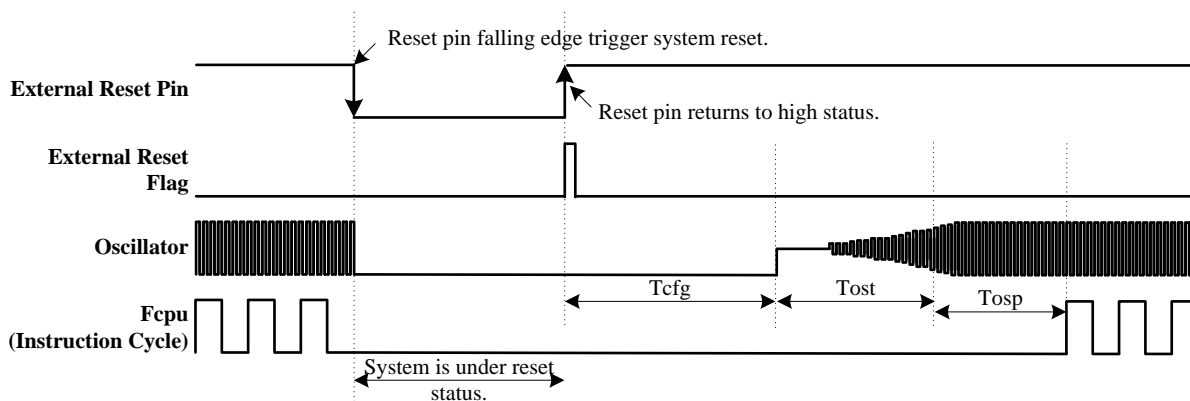 Reset pin falling edge trigger system reset.
External Reset Pin
Reset pin returns to high status.
External Reset
Flag
Oscillator
Tcfg
Tost
Tosp
Fcpu
(Instruction Cycle)
System is under reset
status.